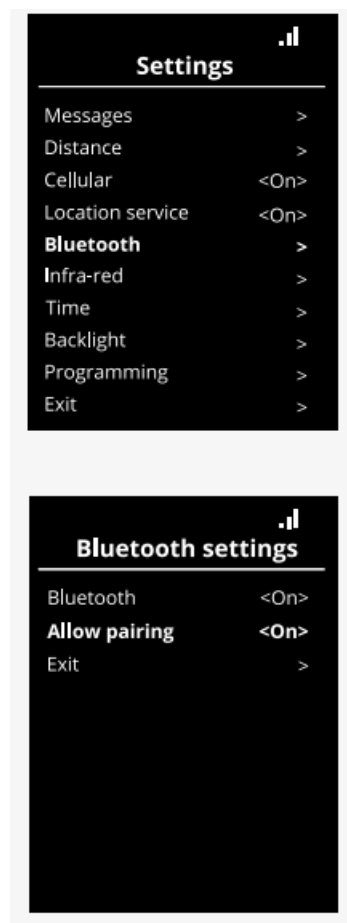 Settings
Messages >
Distance >
Cellular <On>
Location service <On>
Bluetooth >
Infra-red >
Time >
Backlight >
Programming >
Exit >
Bluetooth settings
Bluetooth <On>
Allow pairing <On>
Exit >